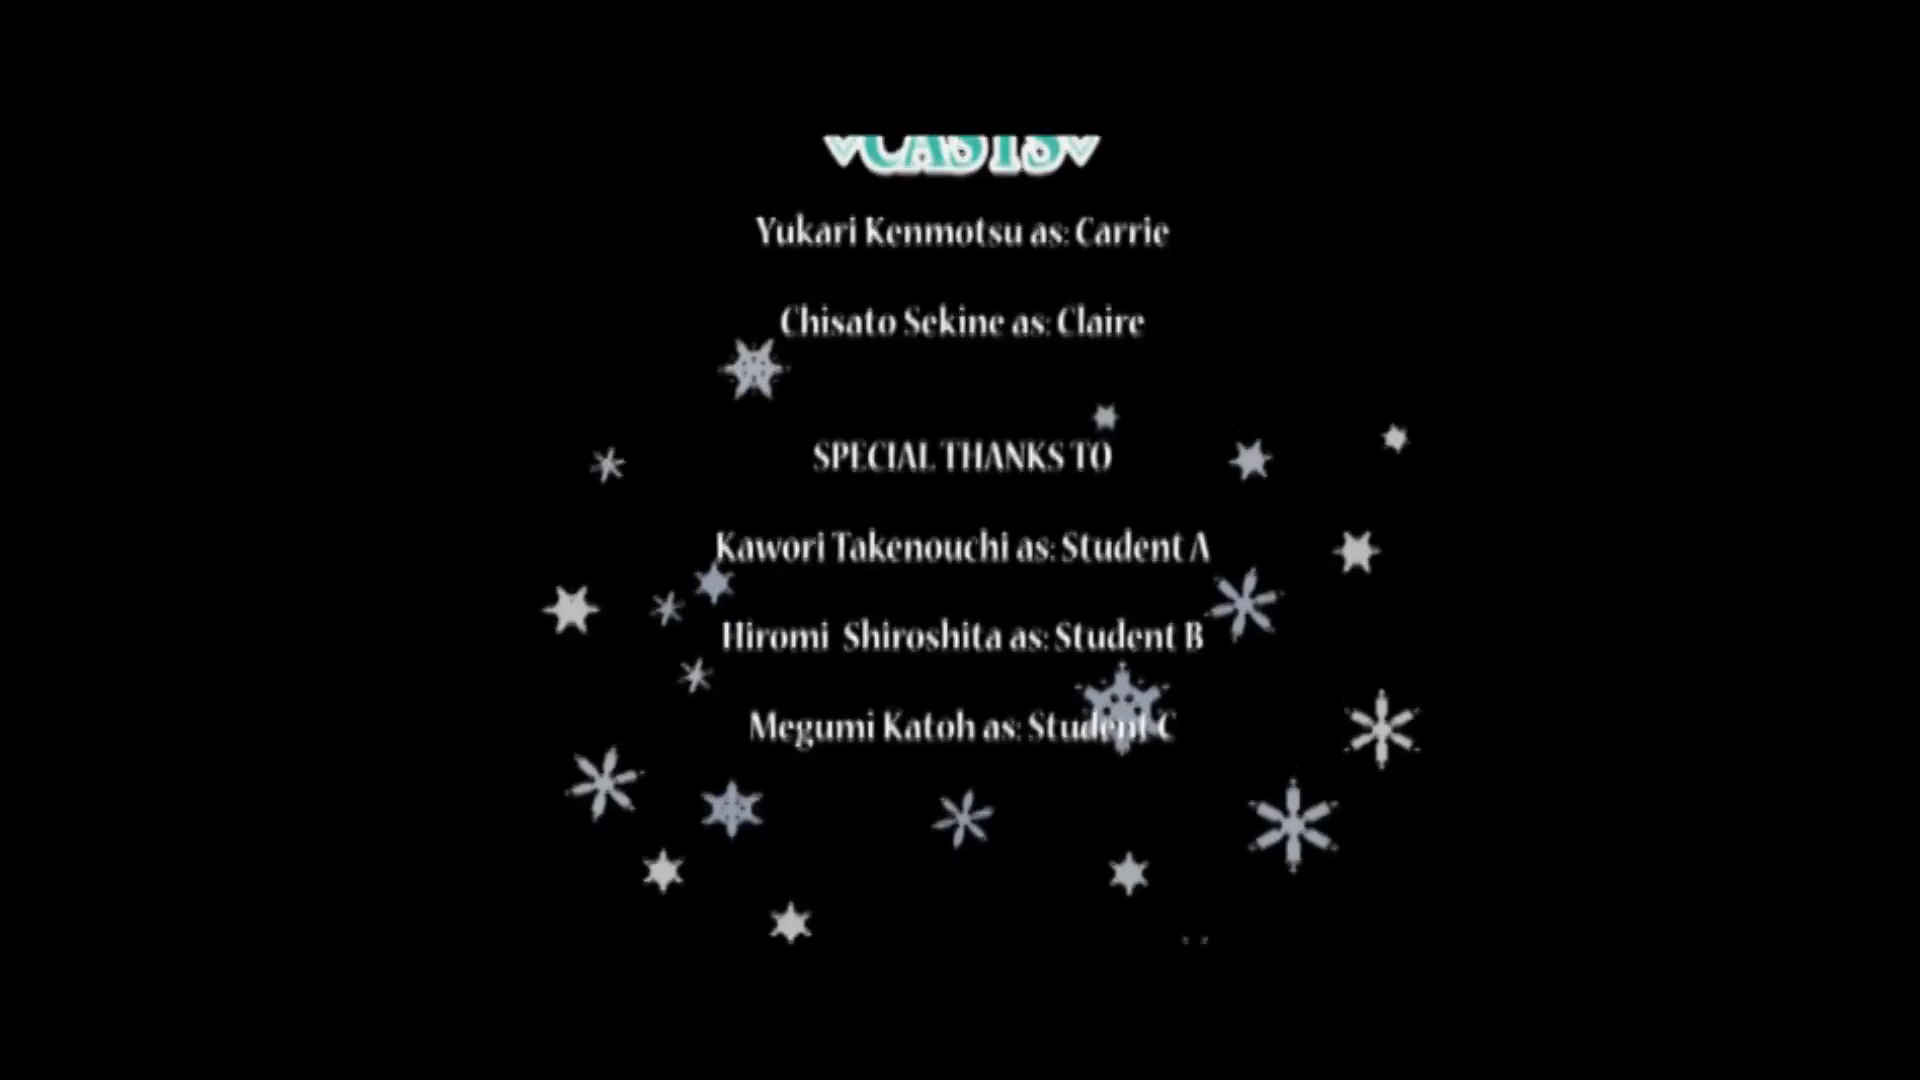 ♥CASTS♥
Yukari Kenmotsu as: Carrie
Chisato Sekine as: Claire
SPECIAL THANKS TO
Kawori Takenouchi as: Student A
Hiromi  Shiroshita as: Student B
Megumi Katoh as: Student C